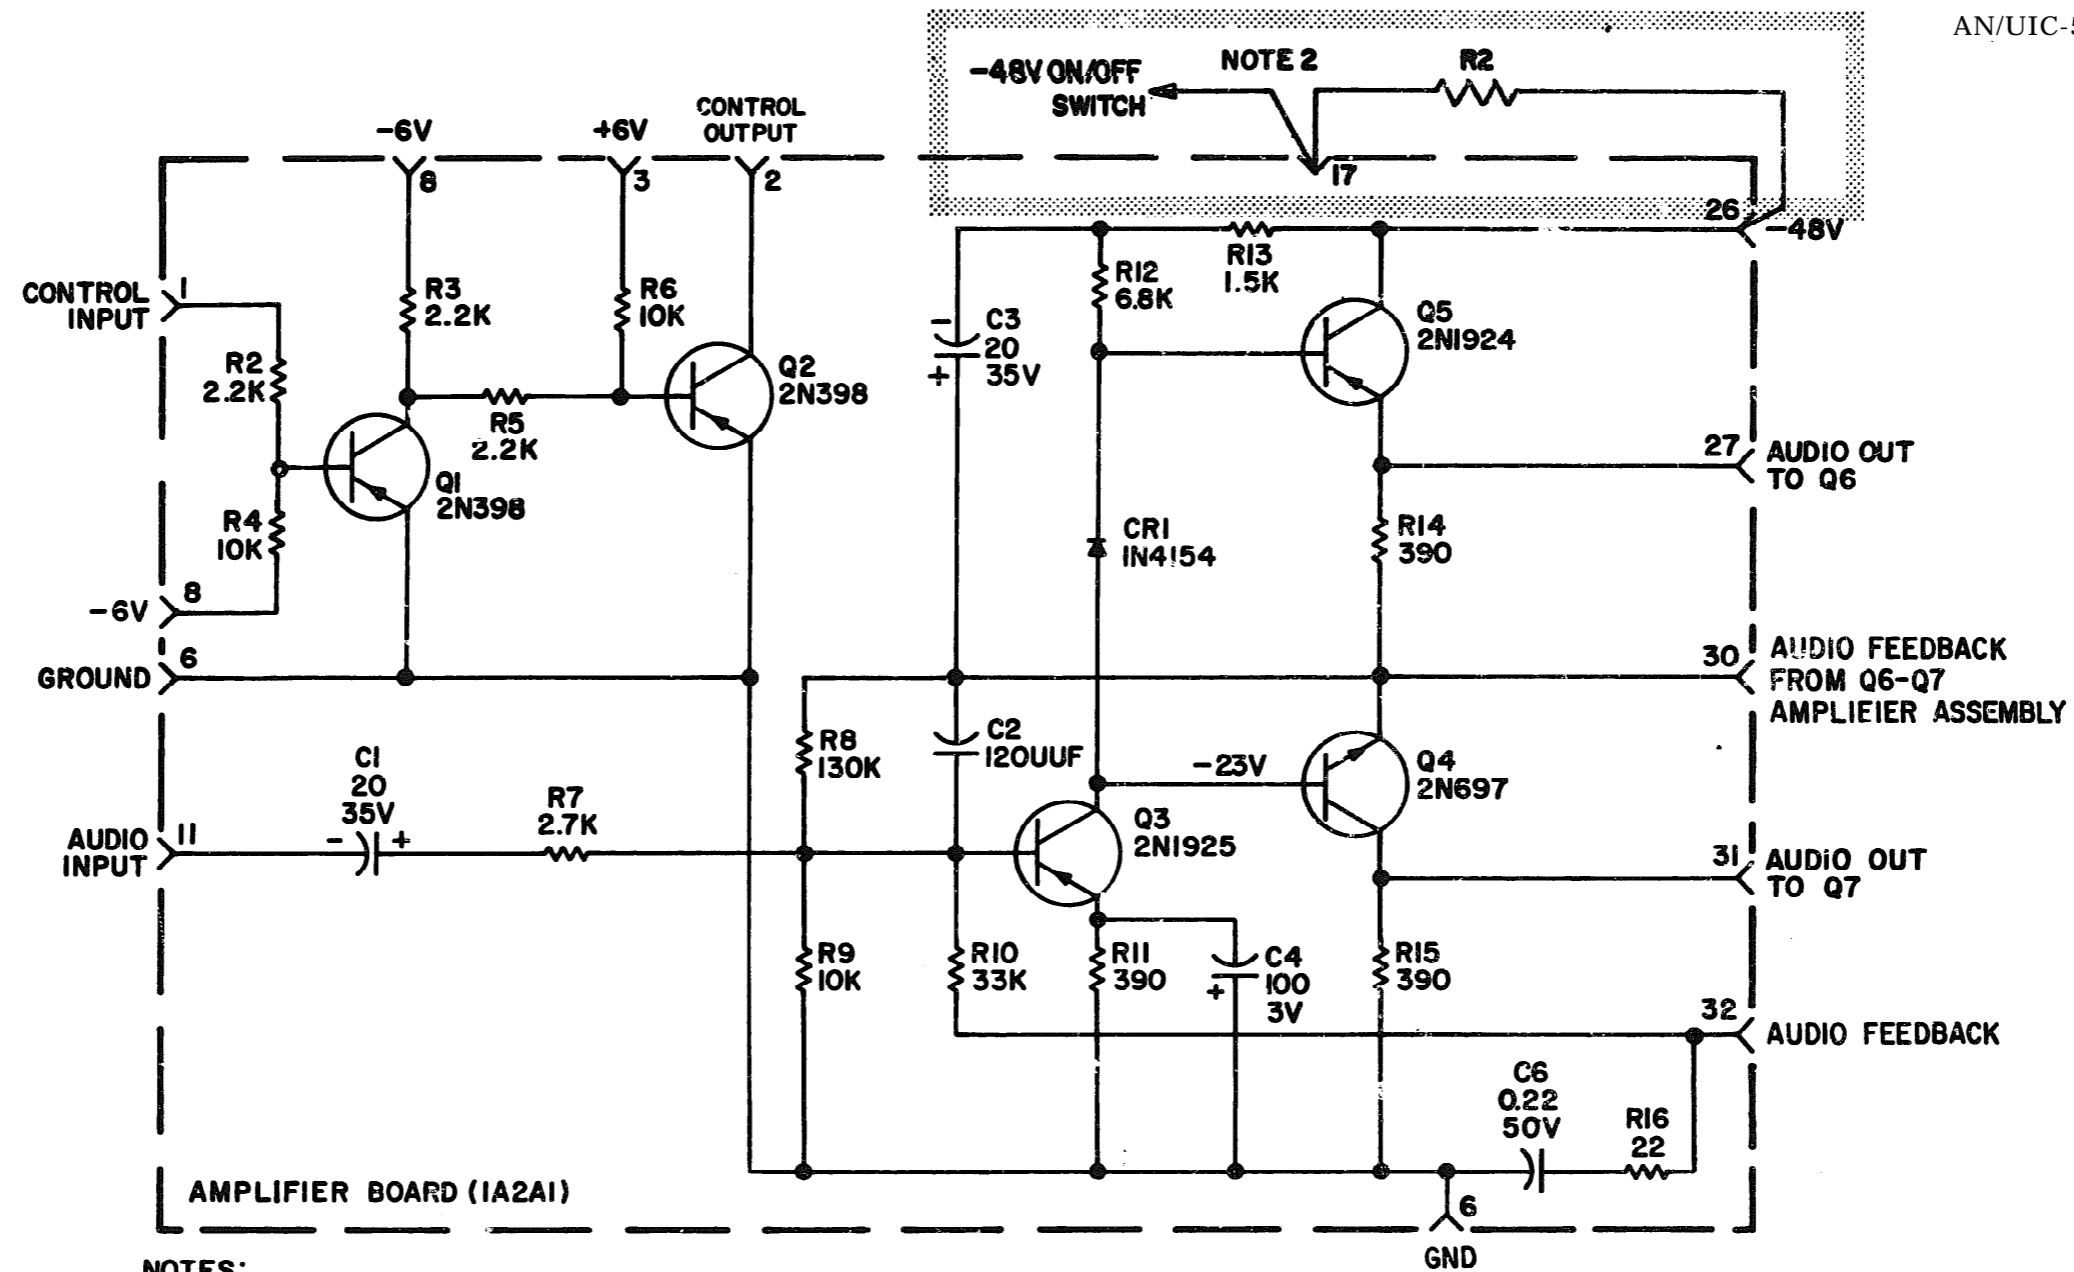 AN/UIC-5
-48V ON/OFF
SWITCH
NOTE 2
R2
17
-6V
8
+6V
3
CONTROL
OUTPUT
2
26
-48V
CONTROL
INPUT
1
R3
2.2K
R6
10K
R12
6.8K
R13
1.5K
C3
20
35V
-
+
Q5
2N1924
R2
2.2K
Q2
2N398
R5
2.2K
27
AUDIO OUT
TO Q6
Q1
2N398
R4
10K
CR1
1N4154
R14
390
-6V
8
GROUND
6
30
AUDIO FEEDBACK
FROM Q6-Q7
AMPLIEIER ASSEMBLY
R8
130K
C2
120UUF
-23V
Q4
2N697
C1
20
35V
-
+
R7
2.7K
Q3
2N1925
AUDIO
INPUT
11
31
AUDIO OUT
TO Q7
R9
10K
R10
33K
R11
390
C4
100
3V
+
R15
390
32
AUDIO FEEDBACK
C6
0.22
50V
R16
22
AMPLIFIER BOARD (1A2A1)
6
GND
NOTES: